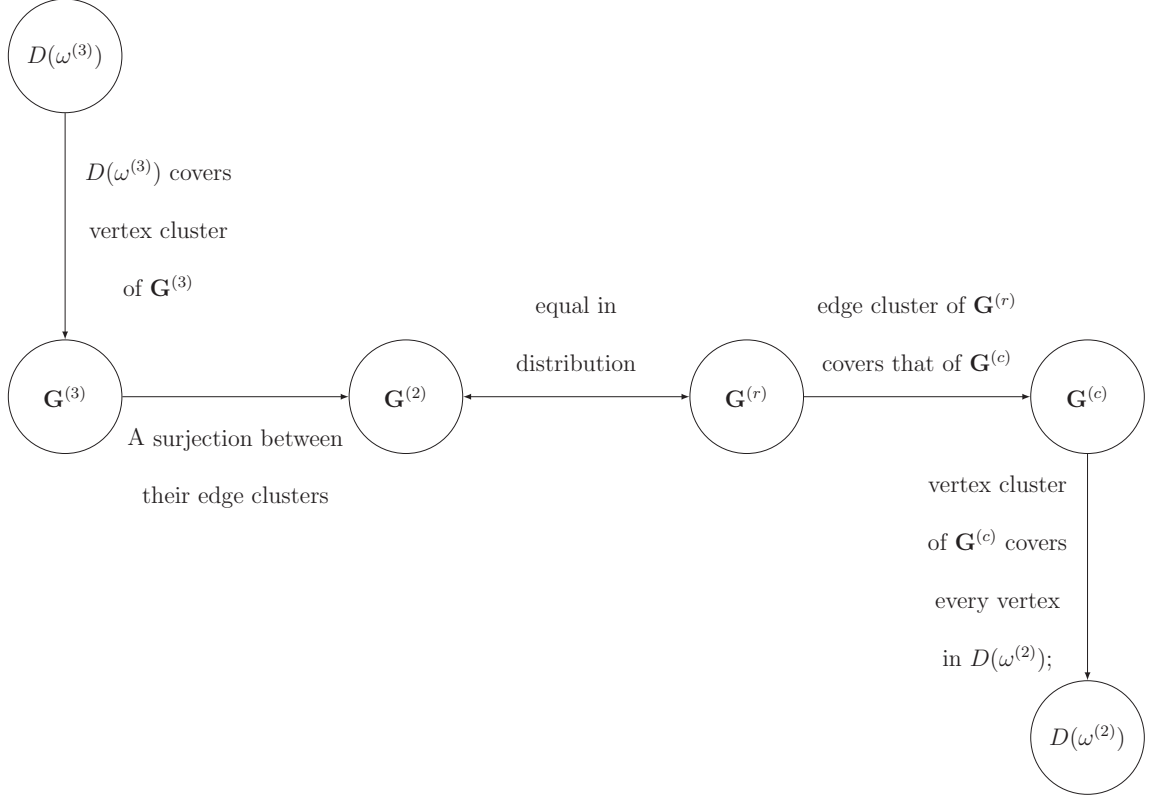 D(ω⁽³⁾)
D(ω⁽³⁾) covers
vertex cluster
of G⁽³⁾
equal in
distribution
edge cluster of G⁽ʳ⁾
covers that of G⁽ᶜ⁾
G⁽³⁾
G⁽²⁾
G⁽ʳ⁾
G⁽ᶜ⁾
A surjection between
their edge clusters
vertex cluster
of G⁽ᶜ⁾ covers
every vertex
in D(ω⁽²⁾);
D(ω⁽²⁾)